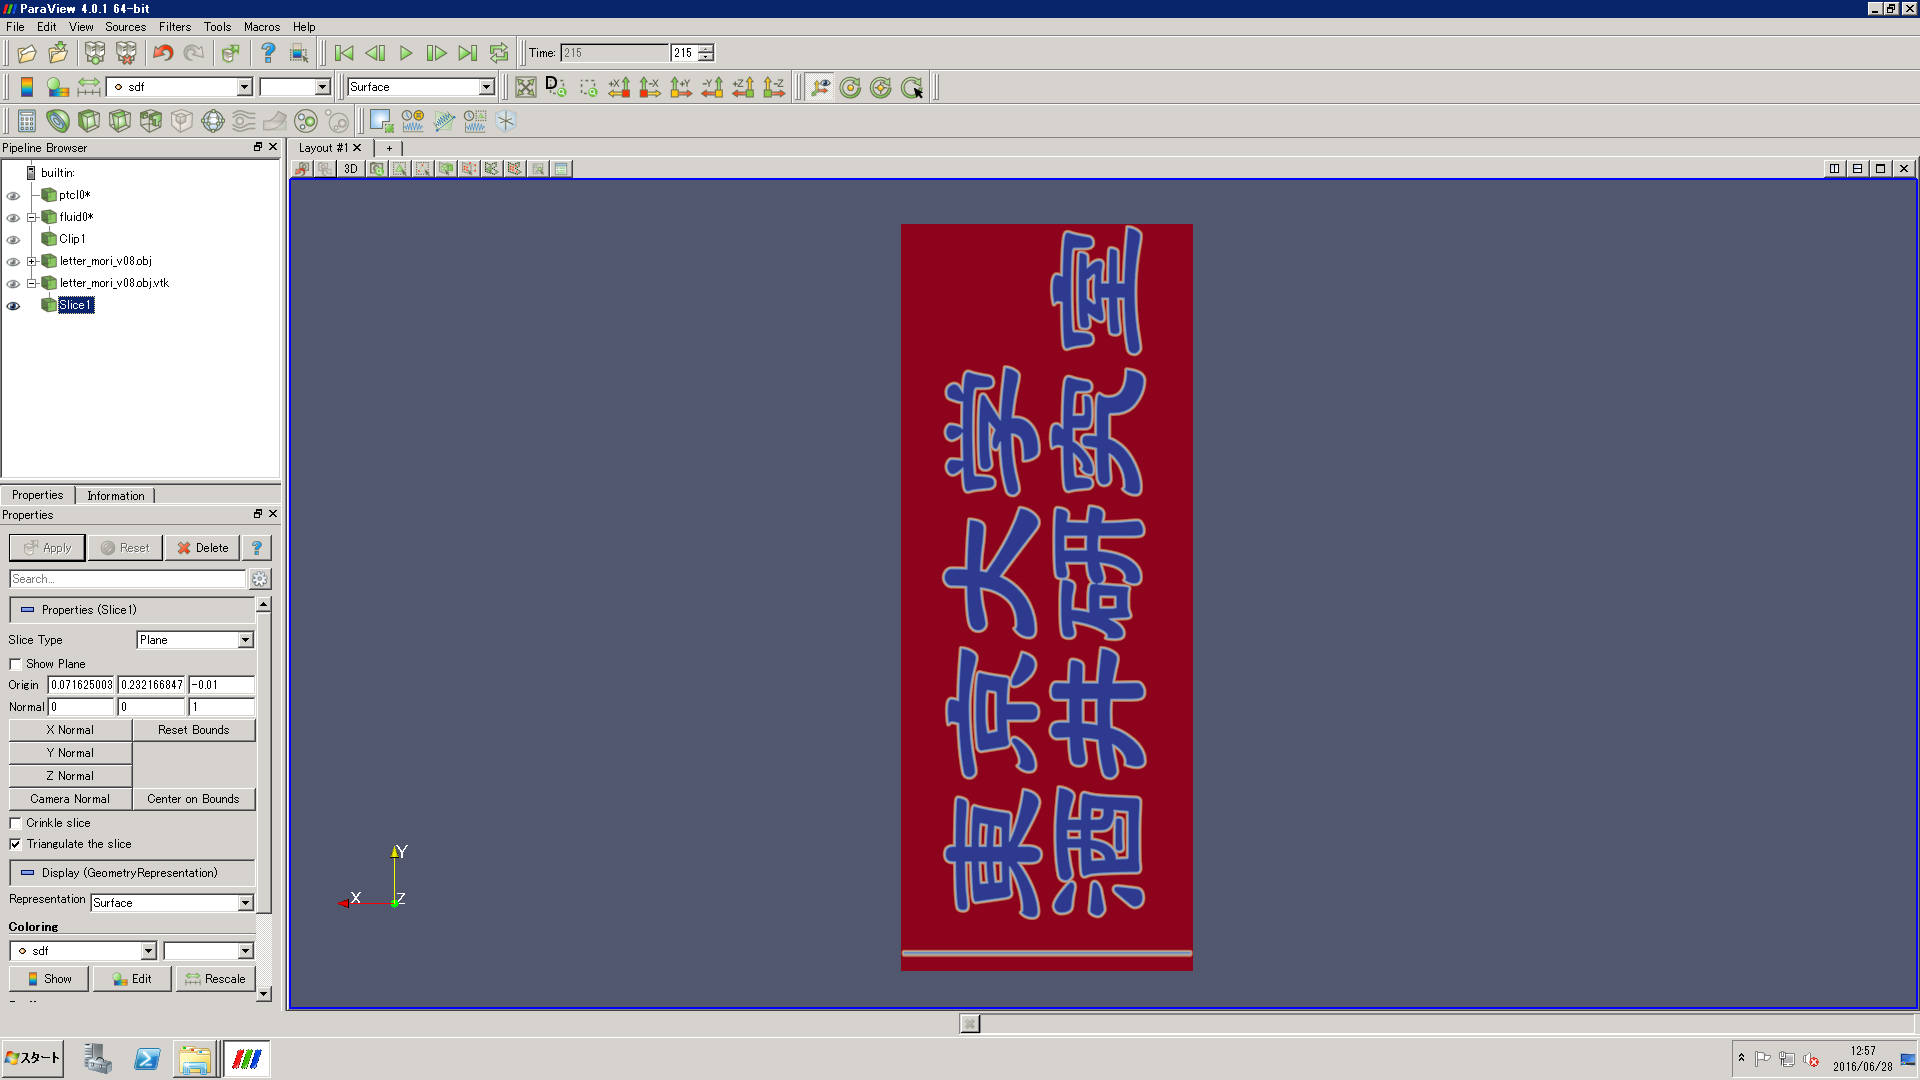 ParaView 4.0.1 64-bit
File Edit View Sources Filters Tools Macros Help
Time: 215 215
sdf Surface
Pipeline Browser
builtin:
ptcl0*
fluid0*
Clip1
letter_mori_v08.obj
letter_mori_v08.obj.vtk
Slice1
Properties Information
Properties
Apply Reset Delete ?
Search...
Properties (Slice1)
Slice Type Plane
Show Plane
Origin 0.071625003 0.232166847 -0.01
Normal 0 0 1
X Normal Reset Bounds
Y Normal
Z Normal
Camera Normal Center on Bounds
Crinkle slice
Triangulate the slice
Display (GeometryRepresentation)
Representation Surface
Coloring
sdf
Show Edit Rescale
Layout #1 +
3D
東京大学
酒井研究室
Y
X Z
スタート
12:57
2016/06/28